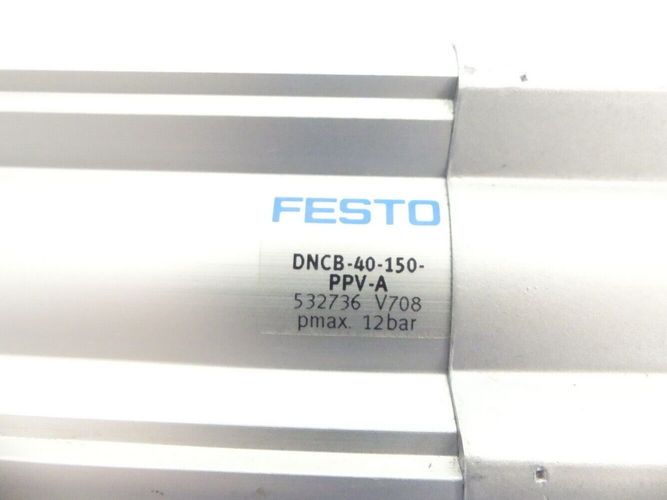 FESTO
DNCB-40-150-
PPV-A
532736 V708
pmax. 12bar